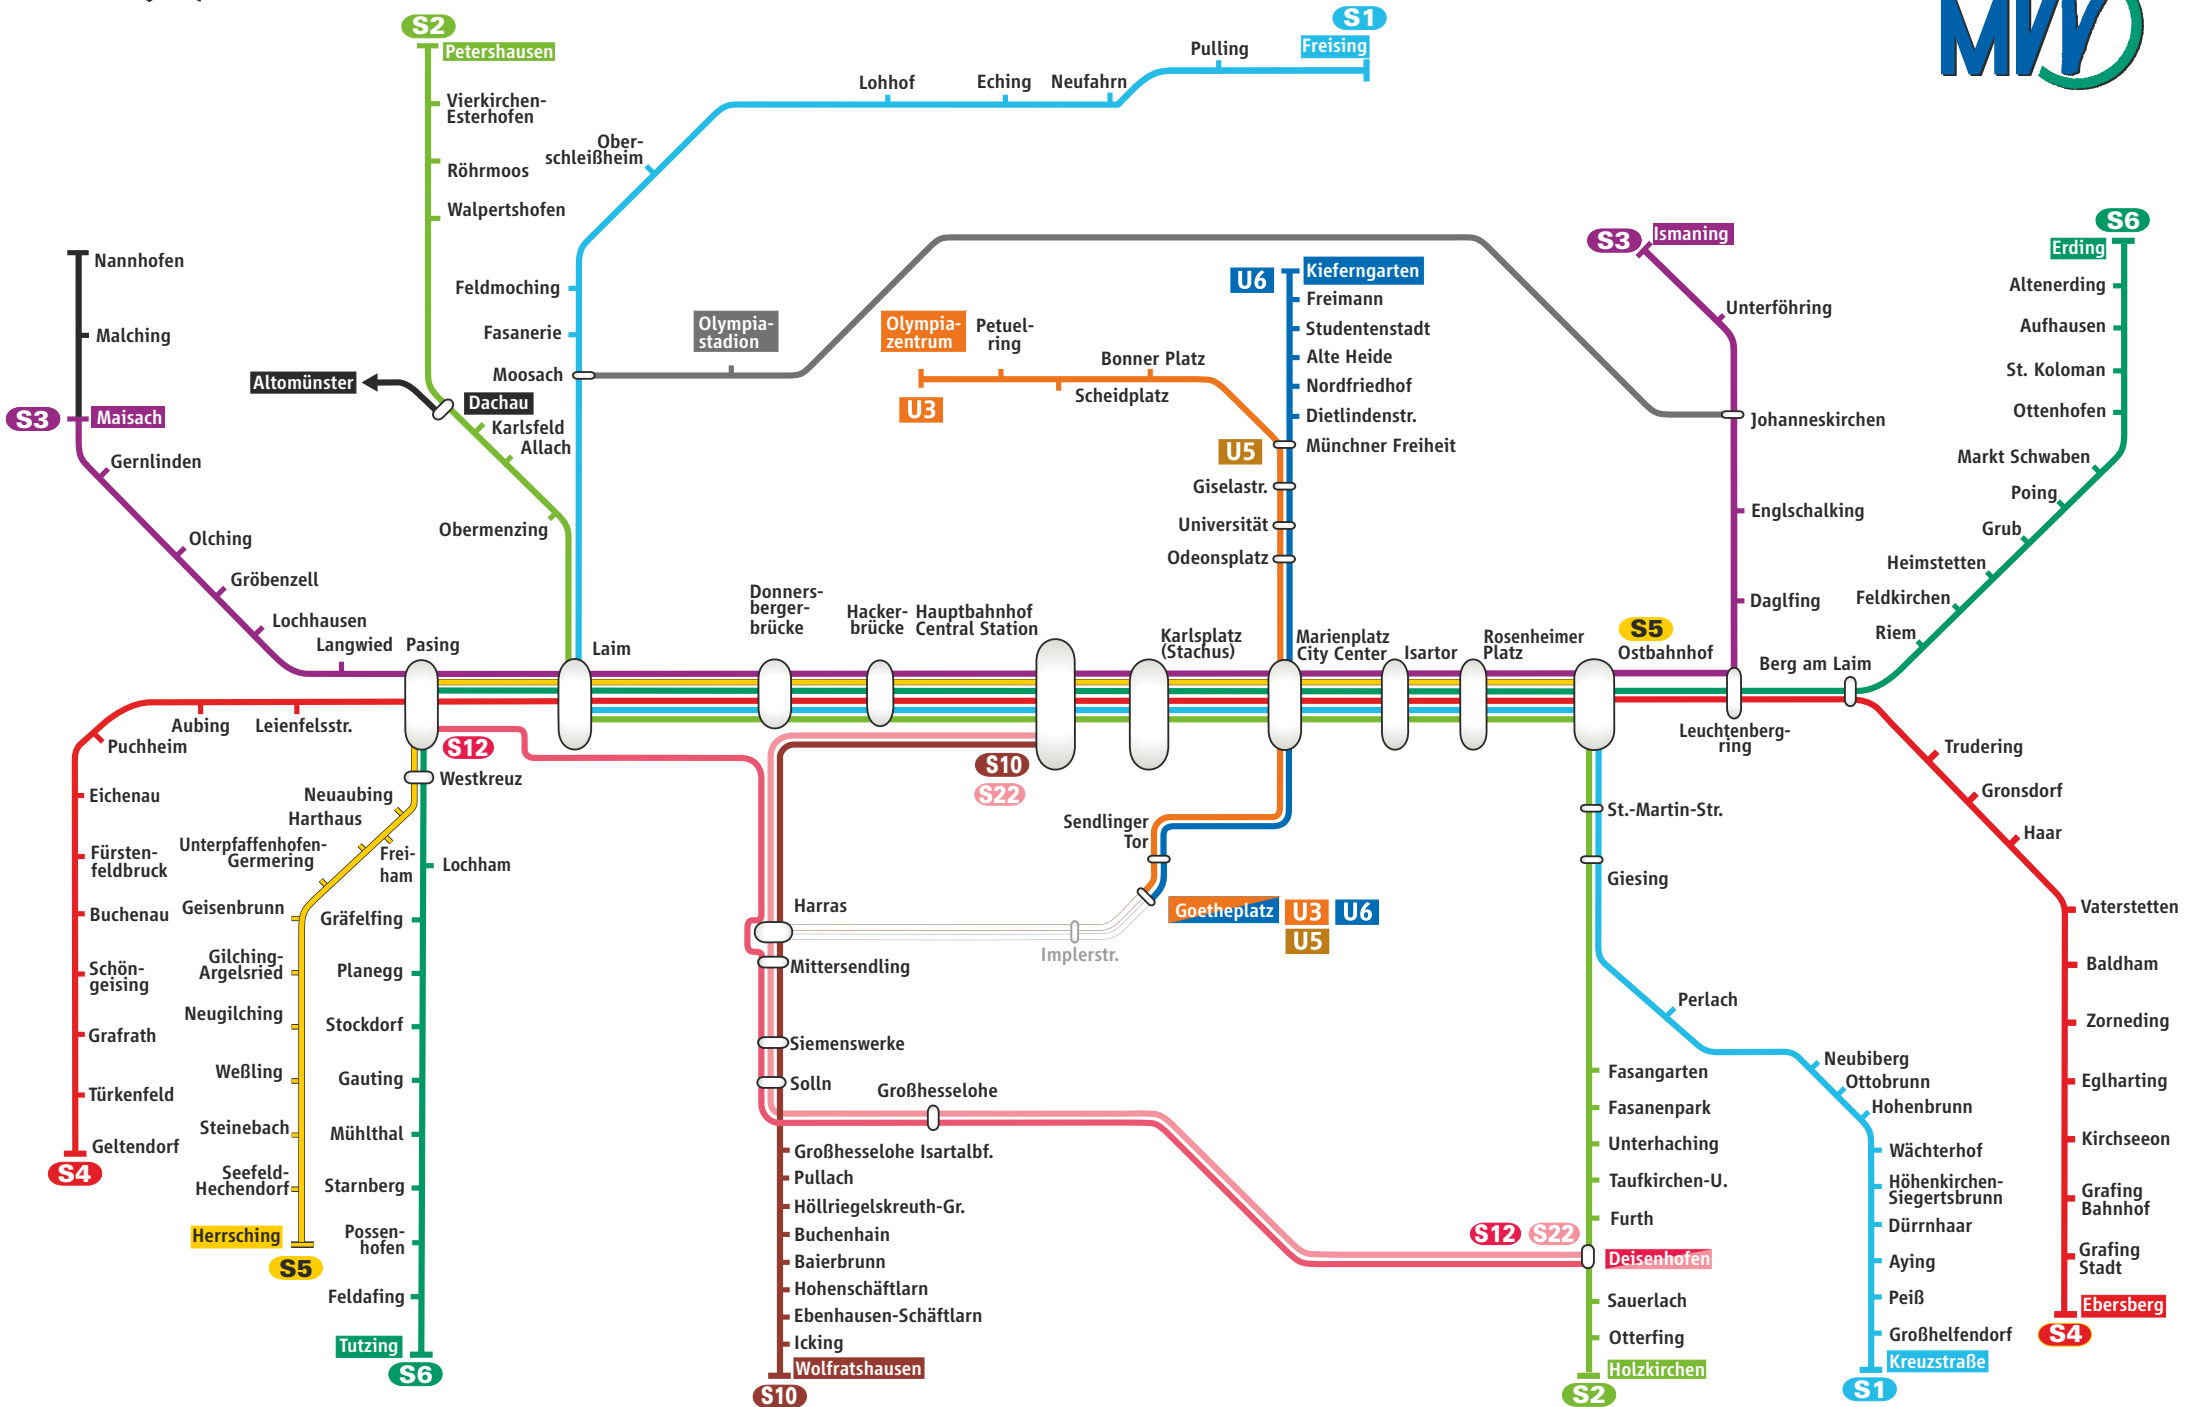 S2
Petershausen
Vierkirchen-
Esterhofen
Röhrmoos
Walpertshofen
S1
Freising
Pulling
Neufahrn
Eching
Lohhof
Ober-
schleißheim
Feldmoching
Fasanerie
Moosach
MVV
Nannhofen
Malching
S3
Maisach
Gernlinden
Olching
Gröbenzell
Lochhausen
Langwied
Pasing
Altomünster
Dachau
Karlsfeld
Allach
Obermenzing
Olympia-
stadion
Olympia-
zentrum
U3
Petuel-
ring
Scheidplatz
Bonner Platz
U6
Kieferngarten
Freimann
Studentenstadt
Alte Heide
Nordfriedhof
Dietlindenstr.
Münchner Freiheit
U5
Giselastr.
Universität
Odeonsplatz
S3
Ismaning
Unterföhring
Johanneskirchen
Englschalking
Daglfing
S6
Erding
Altenerding
Aufhausen
St. Koloman
Ottenhofen
Markt Schwaben
Poing
Grub
Heimstetten
Feldkirchen
Riem
Berg am Laim
Laim
Donners-
berger-
brücke
Hacker-
brücke
Hauptbahnhof
Central Station
Karlsplatz
(Stachus)
Marienplatz
City Center
Isartor
Rosenheimer
Platz
S5
Ostbahnhof
Leuchtenberg-
ring
Aubing
Leienfelsstr.
Puchheim
Eichenau
Fürsten-
feldbruck
Buchenau
Schön-
geising
Grafrath
Türkenfeld
Geltendorf
S4
S12
Westkreuz
Neuaubing
Harthaus
Unterpfaffenhofen-
Germering
Frei-
ham
Geisenbrunn
Gilching-
Argelsried
Neugilching
Weßling
Steinebach
Seefeld-
Hechendorf
Herrsching
S5
Lochham
Gräfelfing
Planegg
Stockdorf
Gauting
Mühlthal
Starnberg
Possen-
hofen
Feldafing
Tutzing
S6
S10
S22
Harras
Mittersendling
Siemenswerke
Solln
Großhesselohe
Großhesselohe Isartalbf.
Pullach
Höllriegelskreuth-Gr.
Buchenhain
Baierbrunn
Hohenschäftlarn
Ebenhausen-Schäftlarn
Icking
Wolfratshausen
S10
Sendlinger
Tor
Goetheplatz
U3
U6
U5
Implerstr.
St.-Martin-Str.
Giesing
Fasangarten
Fasanenpark
Unterhaching
Taufkirchen-U.
Furth
S12
S22
Deisenhofen
Sauerlach
Otterfing
Holzkirchen
S2
Perlach
Neubiberg
Ottobrunn
Hohenbrunn
Wächterhof
Höhenkirchen-
Siegertsbrunn
Dürrnhaar
Aying
Peiß
Großhelfendorf
Kreuzstraße
S1
Trudering
Gronsdorf
Haar
Vaterstetten
Baldham
Zorneding
Eglharting
Kirchseeon
Grafing
Bahnhof
Grafing
Stadt
Ebersberg
S4